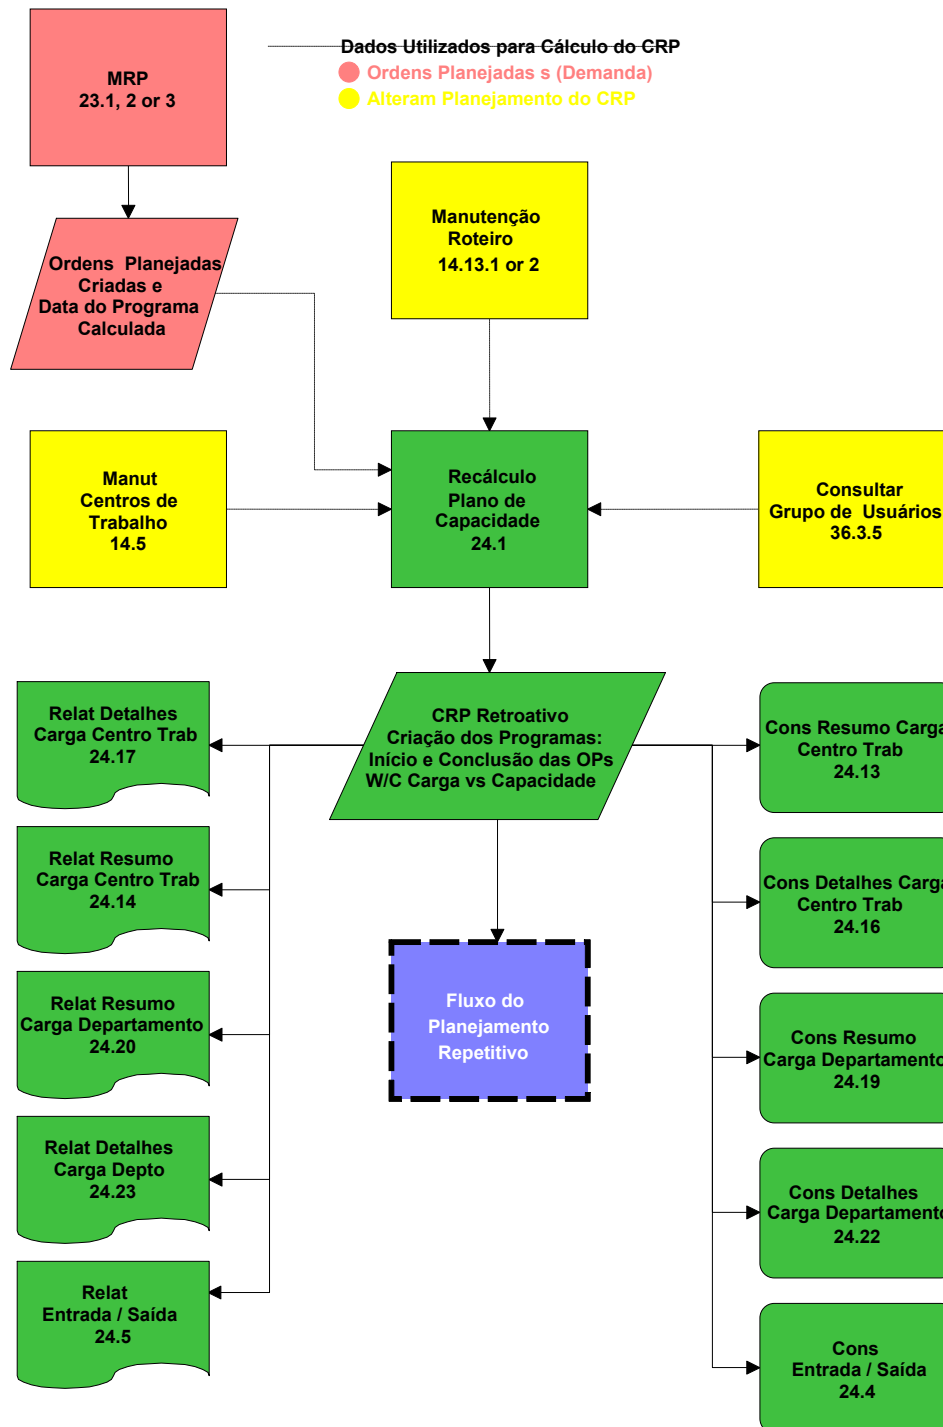 Dados Utilizados para Cálculo do CRP
Ordens Planejadas s (Demanda)
Alteram Planejamento do CRP
MRP
23.1, 2 or 3
Manutenção
Roteiro
14.13.1 or 2
Ordens Planejadas
Criadas e
Data do Programa
Calculada
Manut
Centros de
Trabalho
14.5
Recálculo
Plano de
Capacidade
24.1
Consultar
Grupo de Usuários
36.3.5
CRP Retroativo
Criação dos Programas:
Início e Conclusão das OPs
W/C Carga vs Capacidade
Relat Detalhes
Carga Centro Trab
24.17
Relat Resumo
Carga Centro Trab
24.14
Relat Resumo
Carga Departamento
24.20
Relat Detalhes
Carga Depto
24.23
Relat
Entrada / Saída
24.5
Fluxo do
Planejamento
Repetitivo
Cons Resumo Carga
Centro Trab
24.13
Cons Detalhes Carga
Centro Trab
24.16
Cons Resumo
Carga Departamento
24.19
Cons Detalhes
Carga Departamento
24.22
Cons
Entrada / Saída
24.4